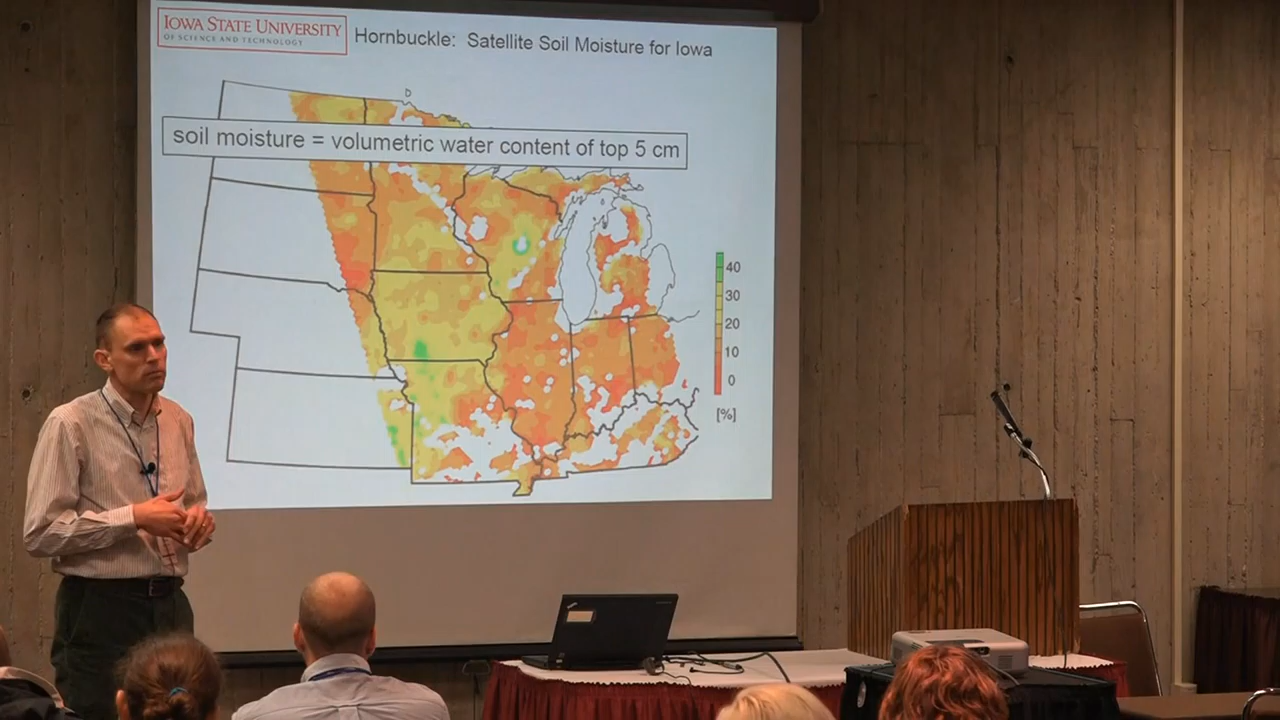 IOWA STATE UNIVERSITY
OF SCIENCE AND TECHNOLOGY
Hornbuckle: Satellite Soil Moisture for Iowa
soil moisture = volumetric water content of top 5 cm
40
30
20
10
0
[%]